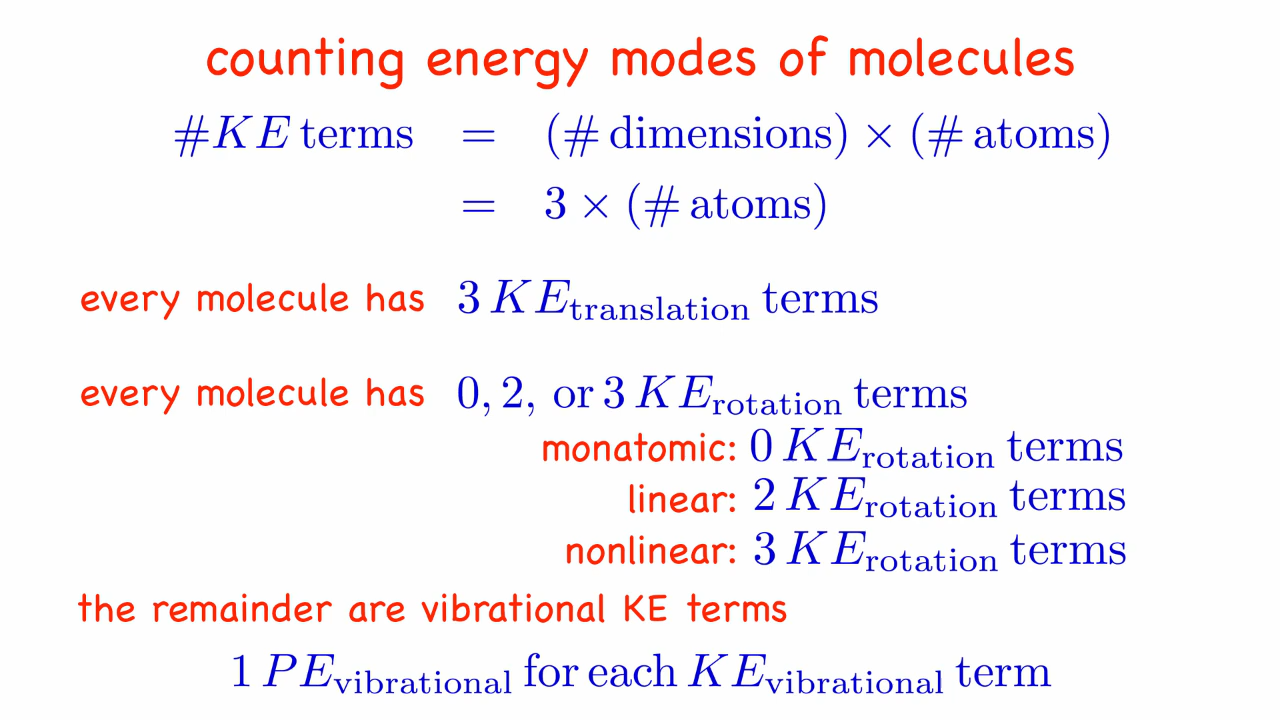 counting energy modes of molecules
#KE terms = (# dimensions) × (# atoms)
= 3 × (# atoms)
every molecule has 3 KE_translation terms
every molecule has 0, 2, or 3 KE_rotation terms
monatomic: 0 KE_rotation terms
linear: 2 KE_rotation terms
nonlinear: 3 KE_rotation terms
the remainder are vibrational KE terms
1 PE_vibrational for each KE_vibrational term